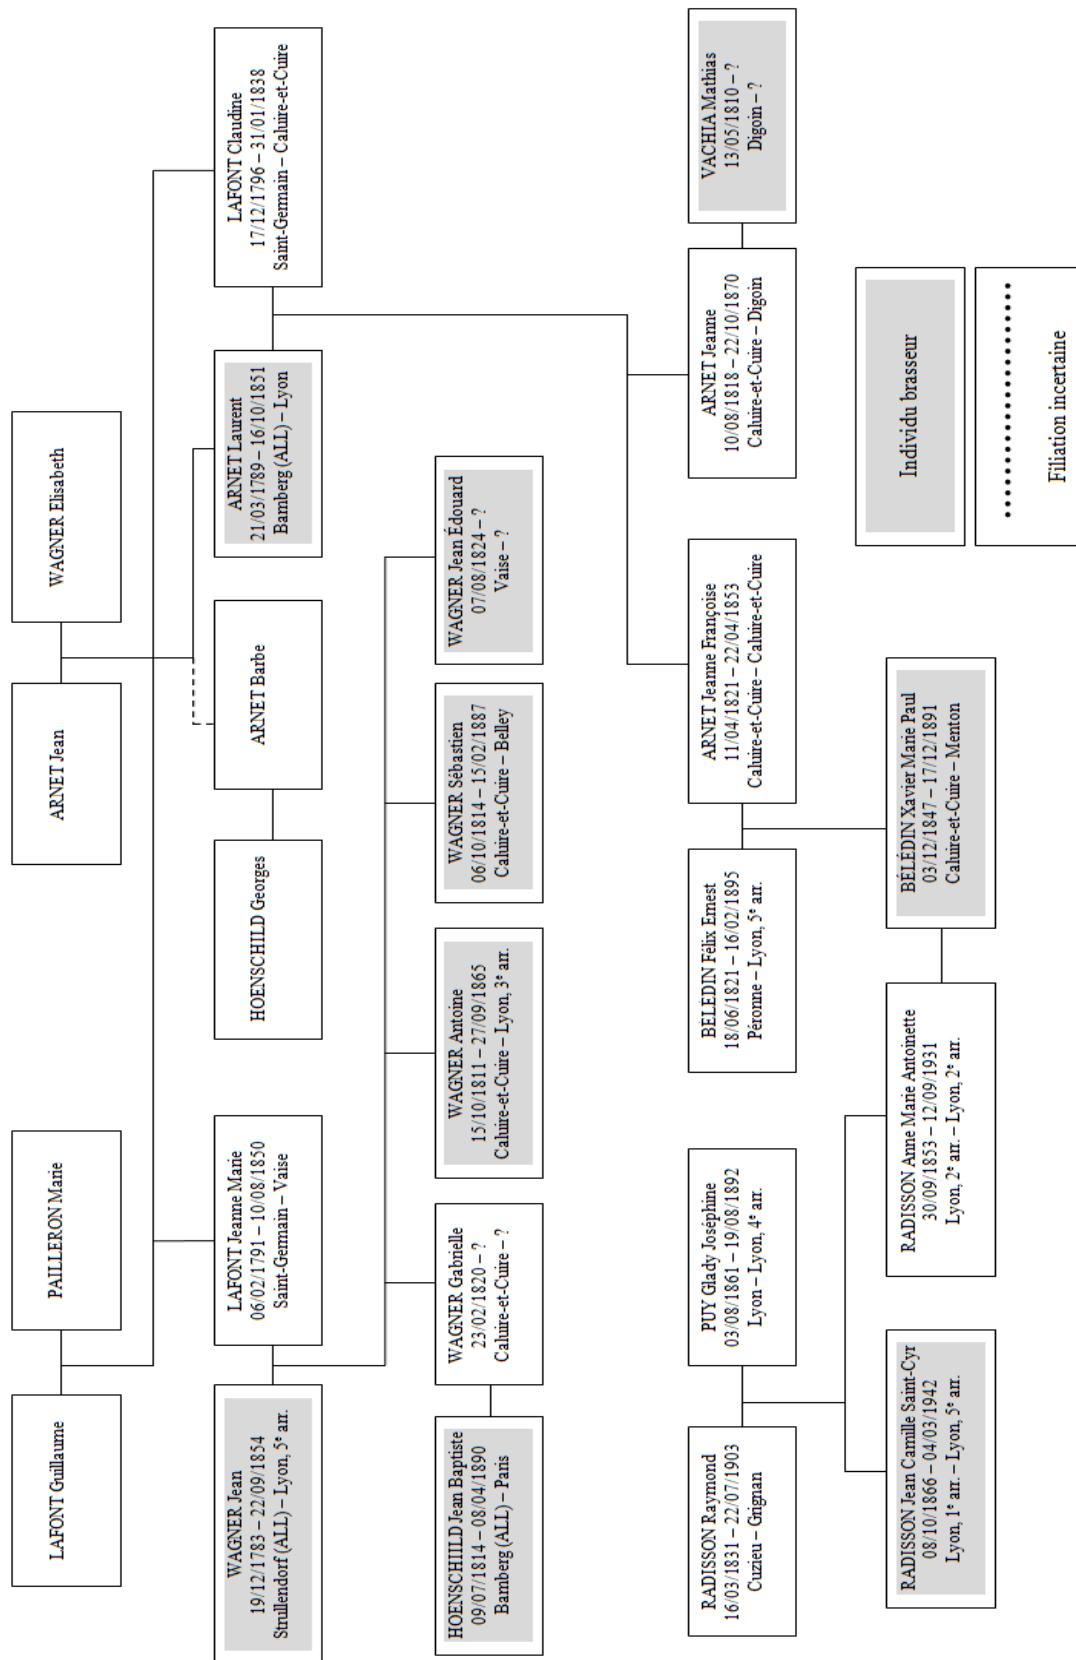 LAFONT Guillaume
PAILLERON Marie
ARNET Jean
WAGNER Elisabeth
WAGNER Jean
19/12/1783 – 22/09/1854
Strullendorf (ALL) – Lyon, 5e arr.
LAFONT Jeanne Marie
06/02/1791 – 10/08/1850
Saint-Germain – Vaise
HOENSCHILD Georges
ARNET Barbe
ARNET Laurent
21/03/1789 – 16/10/1851
Bamberg (ALL) – Lyon
LAFONT Claudine
17/12/1796 – 31/01/1838
Saint-Germain – Caluire-et-Cuire
HOENSCHIILD Jean Baptiste
09/07/1814 – 08/04/1890
Bamberg (ALL) – Paris
WAGNER Gabrielle
23/02/1820 – ?
Caluire-et-Cuire – ?
WAGNER Antoine
15/10/1811 – 27/09/1865
Caluire-et-Cuire – Lyon, 3e arr.
WAGNER Sébastien
06/10/1814 – 15/02/1887
Caluire-et-Cuire – Belley
WAGNER Jean Édouard
07/08/1824 – ?
Vaise – ?
RADISSON Raymond
16/03/1831 – 22/07/1903
Cuzieu – Grignan
PUY Glady Joséphine
03/08/1861 – 19/08/1892
Lyon – Lyon, 4e arr.
BÉLÉDIN Félix Ernest
18/06/1821 – 16/02/1895
Péronne – Lyon, 5e arr.
ARNET Jeanne Françoise
11/04/1821 – 22/04/1853
Caluire-et-Cuire – Caluire-et-Cuire
ARNET Jeanne
10/08/1818 – 22/10/1870
Caluire-et-Cuire – Digoin
VACHIA Mathias
13/05/1810 – ?
Digoin – ?
RADISSON Jean Camille Saint-Cyr
08/10/1866 – 04/03/1942
Lyon, 1e arr. – Lyon, 5e arr.
RADISSON Anne Marie Antoinette
30/09/1853 – 12/09/1931
Lyon, 2e arr. – Lyon, 2e arr.
BÉLÉDIN Xavier Marie Paul
03/12/1847 – 17/12/1891
Caluire-et-Cuire – Menton
Individu brasseur
Filiation incertaine